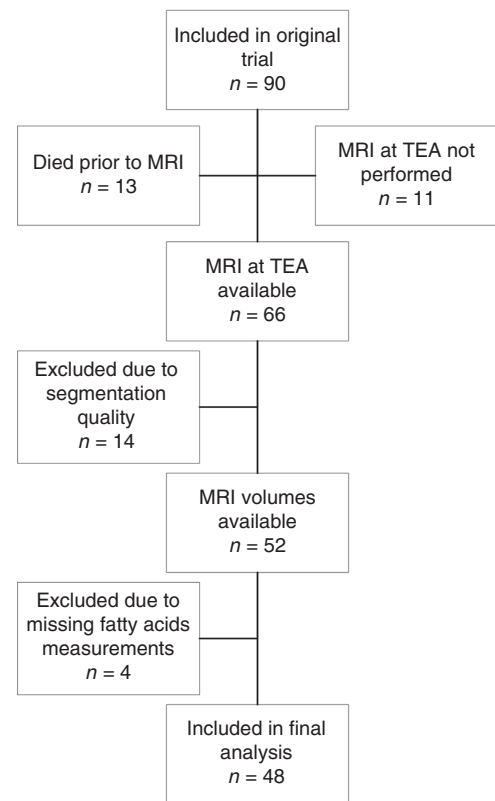 Included in original
trial
n = 90
Died prior to MRI
n = 13
MRI at TEA not
performed
n = 11
MRI at TEA
available
n = 66
Excluded due to
segmentation
quality
n = 14
MRI volumes
available
n = 52
Excluded due to
missing fatty acids
measurements
n = 4
Included in final
analysis
n = 48